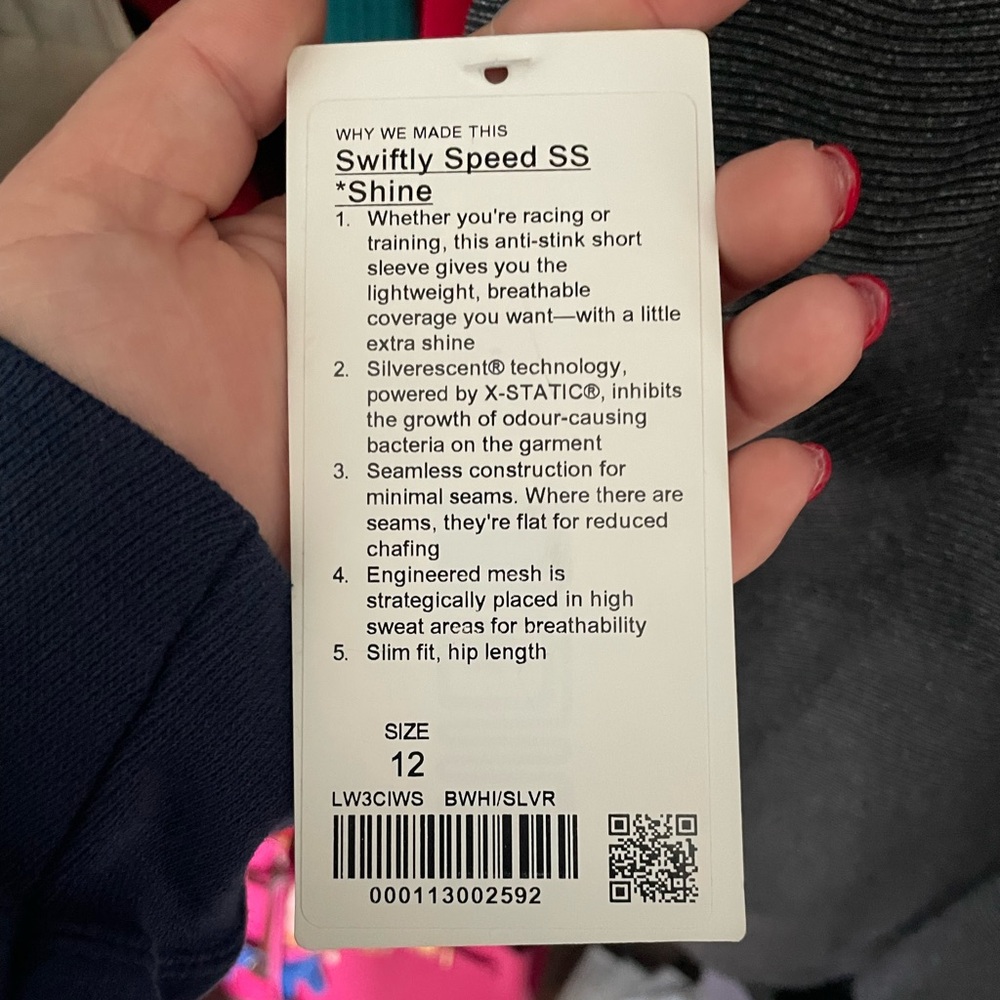 WHY WE MADE THIS
Swiftly Speed SS
*Shine
1. Whether you're racing or
training, this anti-stink short
sleeve gives you the
lightweight, breathable
coverage you want—with a little
extra shine
2. Silverescent® technology,
powered by X-STATIC®, inhibits
the growth of odour-causing
bacteria on the garment
3. Seamless construction for
minimal seams. Where there are
seams, they're flat for reduced
chafing
4. Engineered mesh is
strategically placed in high
sweat areas for breathability
5. Slim fit, hip length
SIZE
12
LW3CIWS BWHI/SLVR
000113002592